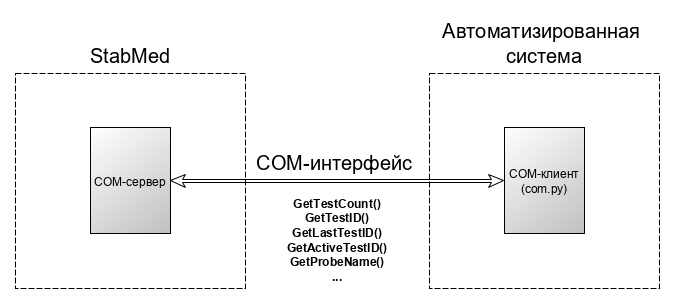 StabMed
Автоматизированная
система
COM-сервер
COM-интерфейс
COM-клиент
(com.py)
GetTestCount()
GetTestID()
GetLastTestID()
GetActiveTestID()
GetProbeName()
...